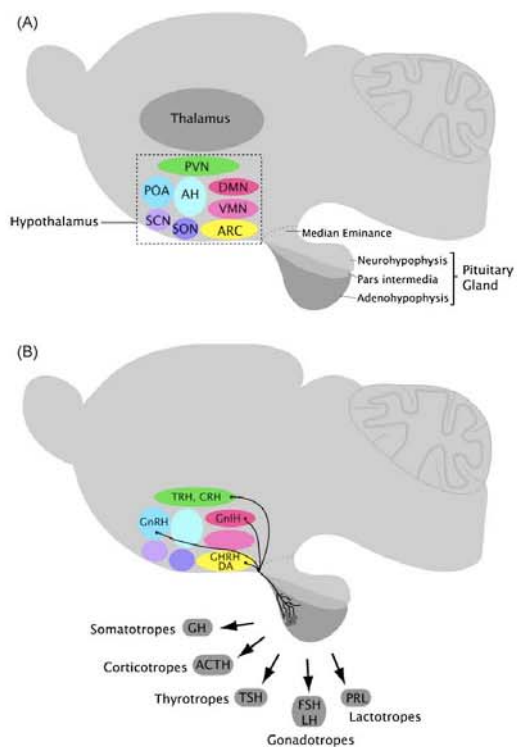 (A)
Thalamus
PVN
POA
AH
DMN
VMN
Hypothalamus
SCN
SON
ARC
Median Eminance
Neurohypophysis
Pars intermedia
Adenohypophysis
Pituitary
Gland
(B)
TRH, CRH
GnRH
GnIH
GHRH
DA
Somatotropes
GH
Corticotropes
ACTH
Thyrotropes
TSH
FSH
LH
Gonadotropes
PRL
Lactotropes